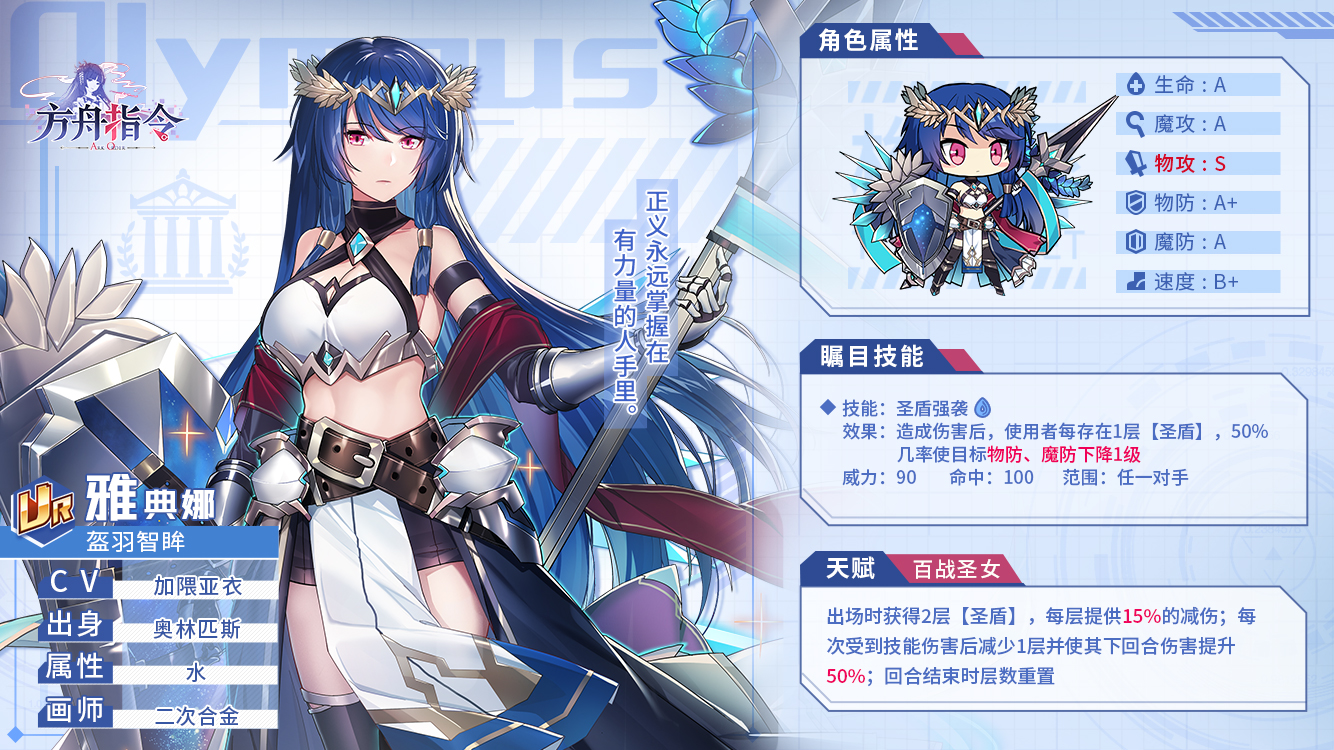 Olympus
方舟指令
ARK ORDER
正义永远掌握在
有力量的人手里。
UR
雅典娜
盔羽智眸
CV 加隈亚衣
出身 奥林匹斯
属性 水
画师 二次合金
角色属性
生命：A
魔攻：A
物攻：S
物防：A+
魔防：A
速度：B+
瞩目技能
技能：圣盾强袭
效果：造成伤害后，使用者每存在1层【圣盾】，50%
几率使目标物防、魔防下降1级
威力：90 命中：100 范围：任一对手
天赋 百战圣女
出场时获得2层【圣盾】，每层提供15%的减伤；每
次受到技能伤害后减少1层并使其下回合伤害提升
50%；回合结束时层数重置